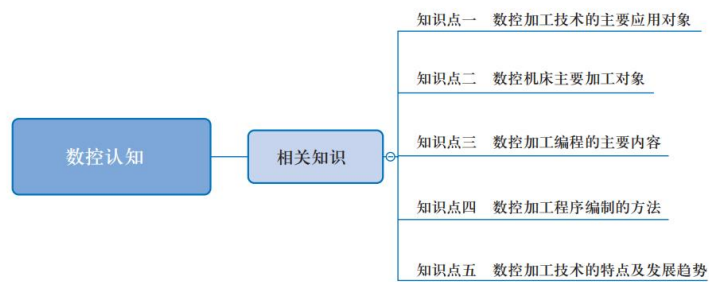 数控认知
相关知识
知识点一 数控加工技术的主要应用对象
知识点二 数控机床主要加工对象
知识点三 数控加工编程的主要内容
知识点四 数控加工程序编制的方法
知识点五 数控加工技术的特点及发展趋势